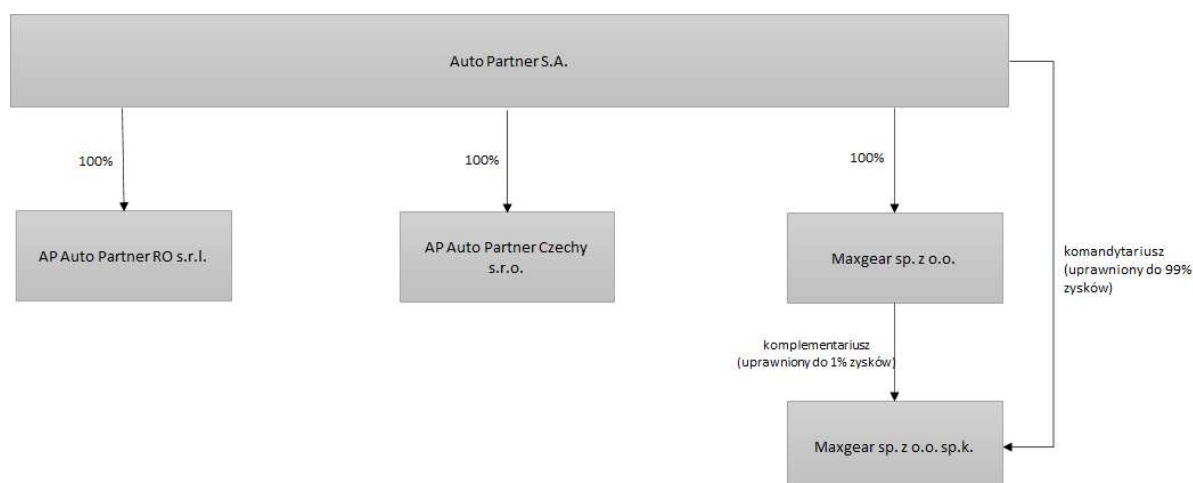 Auto Partner S.A.
100%
100%
100%
AP Auto Partner RO s.r.l.
AP Auto Partner Czechy
s.r.o.
Maxgear sp. z o.o.
komandytariusz
(uprawniony do 99%
zysków)
komplementariusz
(uprawniony do 1% zysków)
Maxgear sp. z o.o. sp.k.